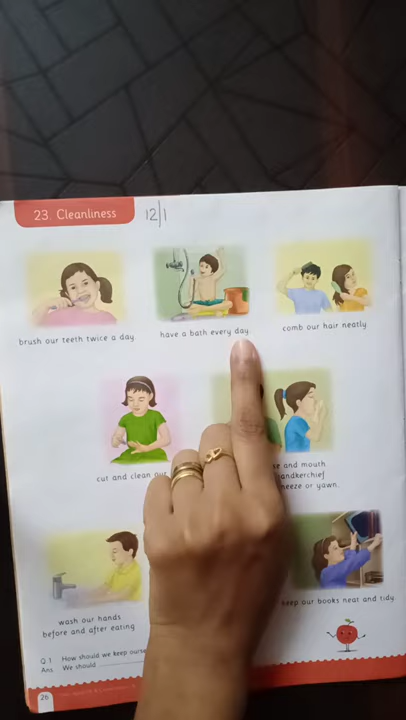 23. Cleanliness
12/1
brush our teeth twice a day
have a bath every day.
comb our hair neatly
cut and clean our
and mouth
or yawn.
wash our hands
before and after eating
keep our books neat and tidy.
Q 1 How should we keep
Ans We should
26